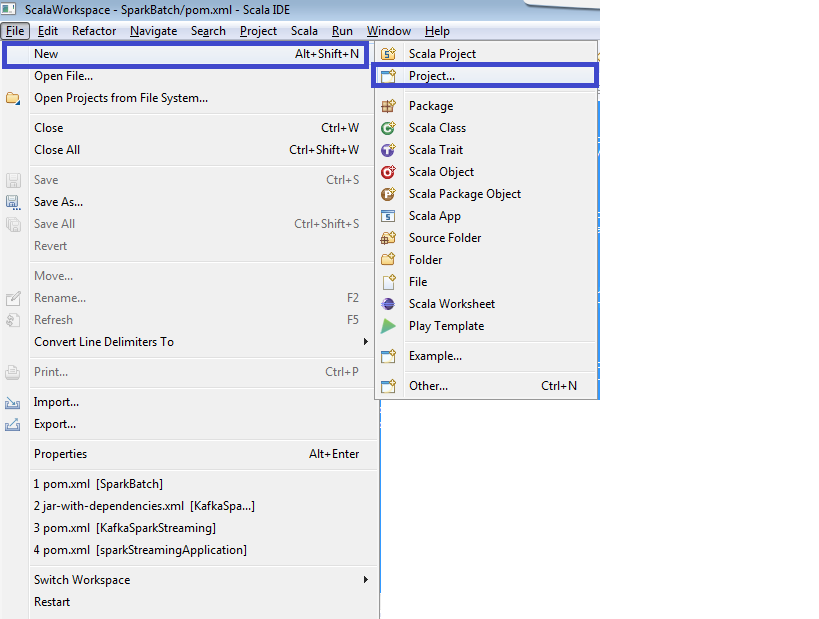 ScalaWorkspace - SparkBatch/pom.xml - Scala IDE
File Edit Refactor Navigate Search Project Scala Run Window Help
New Alt+Shift+N
Open File...
Open Projects from File System...
Close Ctrl+W
Close All Ctrl+Shift+W
Save Ctrl+S
Save As...
Save All Ctrl+Shift+S
Revert
Move...
Rename... F2
Refresh F5
Convert Line Delimiters To
Print... Ctrl+P
Import...
Export...
Properties Alt+Enter
1 pom.xml [SparkBatch]
2 jar-with-dependencies.xml [KafkaSpa...]
3 pom.xml [KafkaSparkStreaming]
4 pom.xml [sparkStreamingApplication]
Switch Workspace
Restart
Scala Project
Project...
Package
Scala Class
Scala Trait
Scala Object
Scala Package Object
Scala App
Source Folder
Folder
File
Scala Worksheet
Play Template
Example...
Other... Ctrl+N